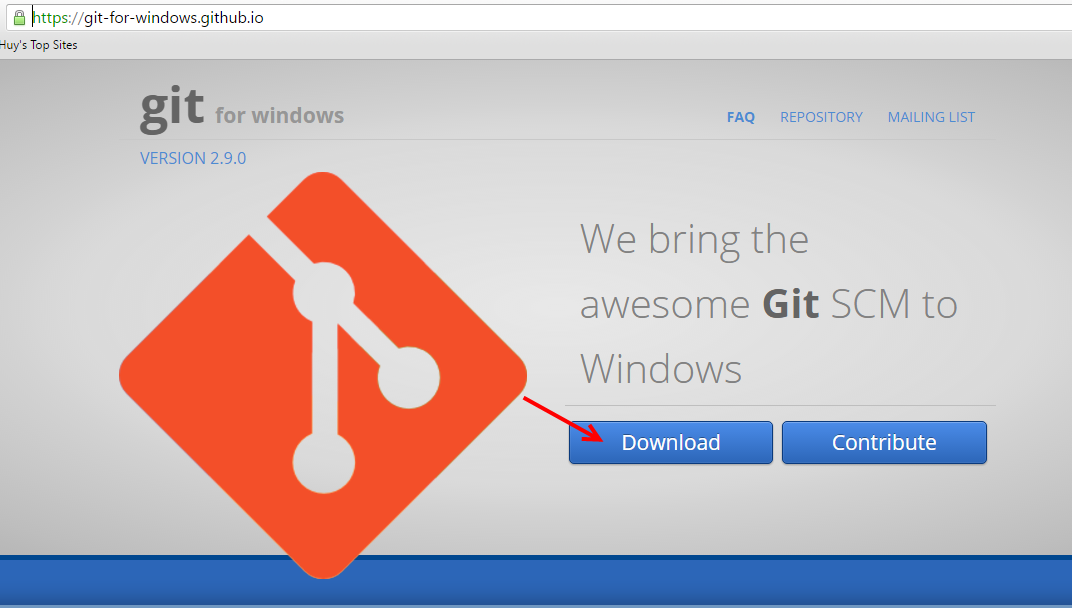 https://git-for-windows.github.io
Huy's Top Sites
git for windows
FAQ REPOSITORY MAILING LIST
VERSION 2.9.0
We bring the
awesome Git SCM to
Windows
Download Contribute